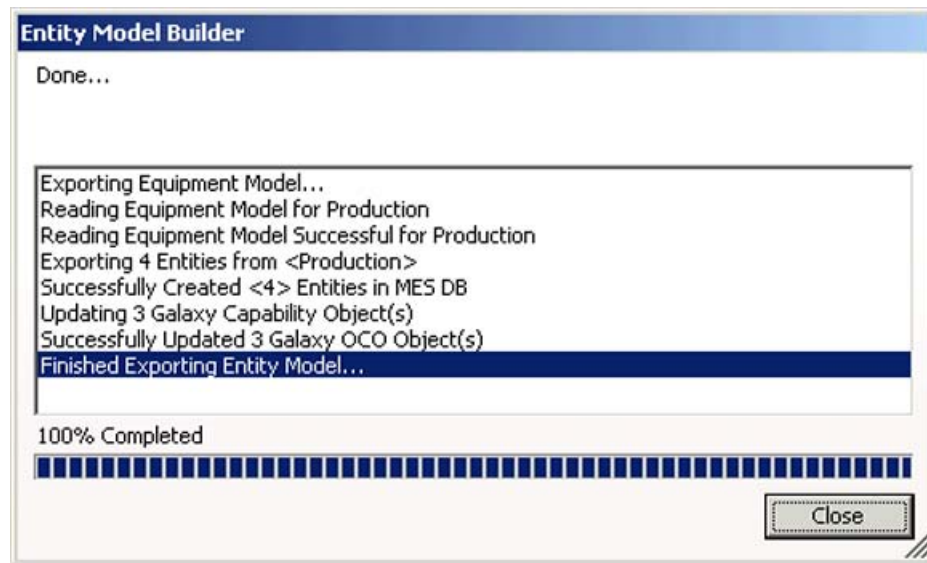 Entity Model Builder
Done...
Exporting Equipment Model...
Reading Equipment Model for Production
Reading Equipment Model Successful for Production
Exporting 4 Entities from <Production>
Successfully Created <4> Entities in MES DB
Updating 3 Galaxy Capability Object(s)
Successfully Updated 3 Galaxy OCO Object(s)
Finished Exporting Entity Model...
100% Completed
Close